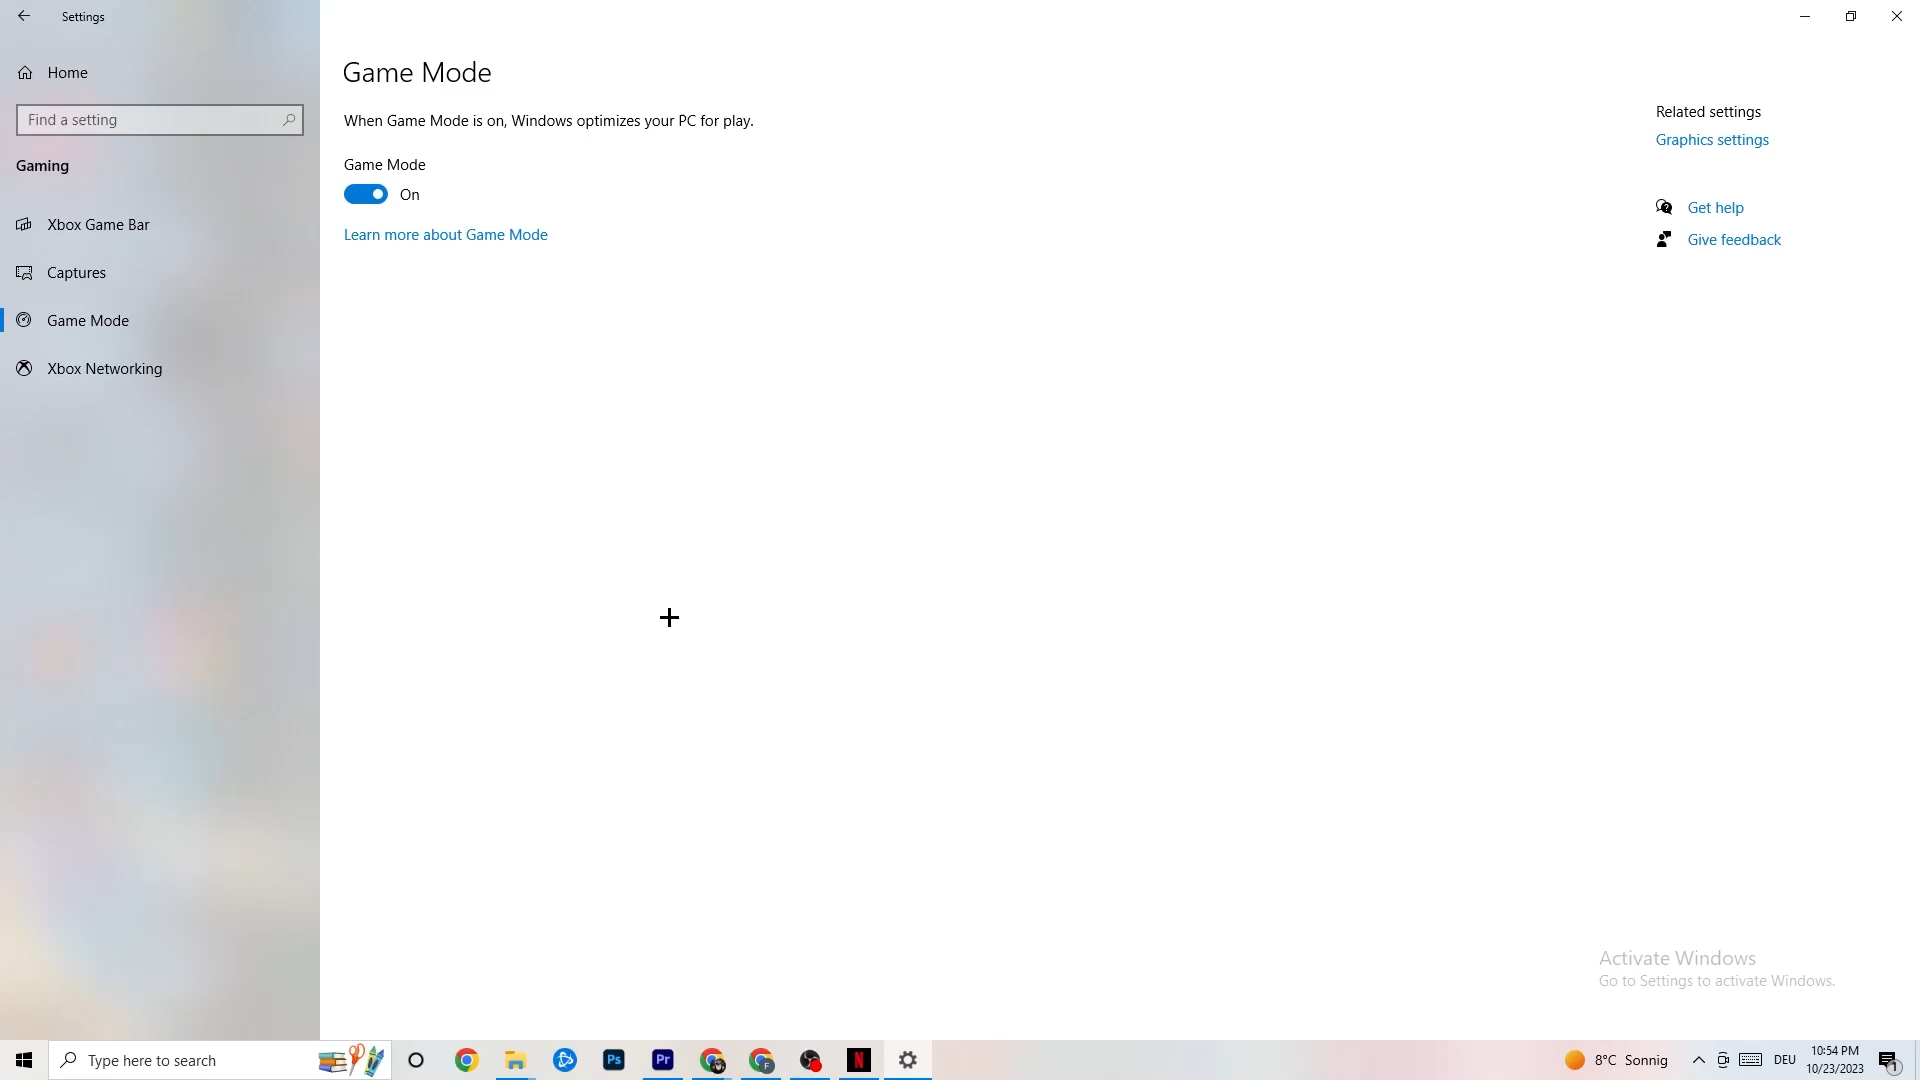 Settings
Home
Find a setting
Gaming
Xbox Game Bar
Captures
Game Mode
Xbox Networking
Game Mode
When Game Mode is on, Windows optimizes your PC for play.
Game Mode
On
Learn more about Game Mode
Related settings
Graphics settings
Get help
Give feedback
Activate Windows
Go to Settings to activate Windows.
Type here to search
Ps
Pr
F
N
8°C Sonnig
DEU
10:54 PM
10/23/2023
1